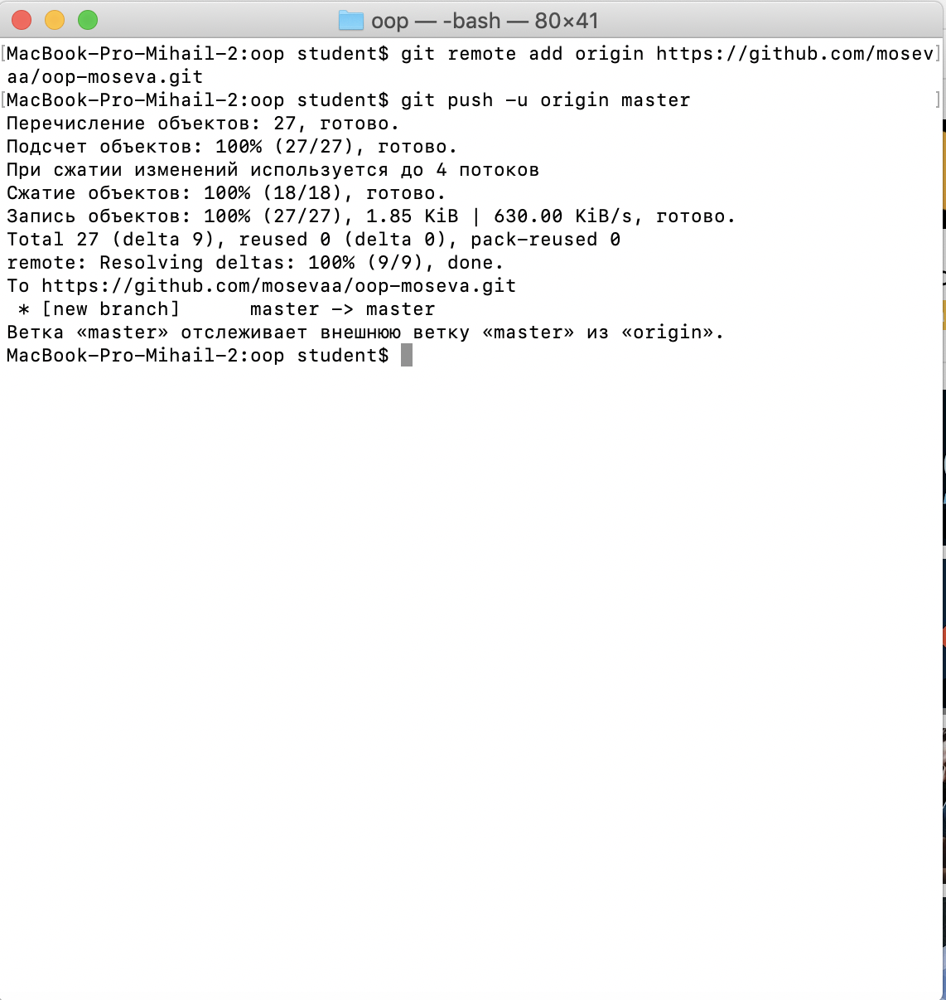 oop — -bash — 80×41
[MacBook-Pro-Mihail-2:oop student$ git remote add origin https://github.com/mosev]
aa/oop-moseva.git
[MacBook-Pro-Mihail-2:oop student$ git push -u origin master ]
Перечисление объектов: 27, готово.
Подсчет объектов: 100% (27/27), готово.
При сжатии изменений используется до 4 потоков
Сжатие объектов: 100% (18/18), готово.
Запись объектов: 100% (27/27), 1.85 KiB | 630.00 KiB/s, готово.
Total 27 (delta 9), reused 0 (delta 0), pack-reused 0
remote: Resolving deltas: 100% (9/9), done.
To https://github.com/mosevaa/oop-moseva.git
 * [new branch]      master -> master
Ветка «master» отслеживает внешнюю ветку «master» из «origin».
MacBook-Pro-Mihail-2:oop student$